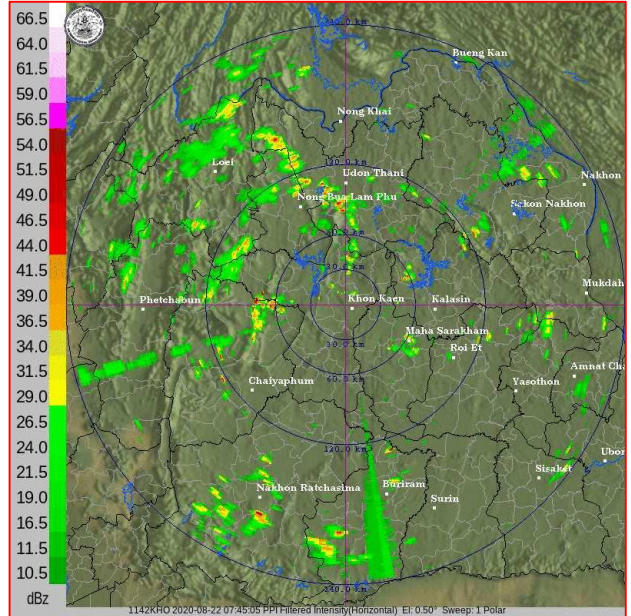 66.5
64.0
61.5
59.0
56.5
54.0
51.5
49.0
46.5
44.0
41.5
39.0
36.5
34.0
31.5
29.0
26.5
24.0
21.5
19.0
16.5
11.5
10.5
dBz
Bueng Kan
Nong Khai
Loei
Udon Thani
Nakhon
Nong Bua Lam Phu
Sakon Nakhon
Mukdah
Phetchabun
Khon Kaen
Kalasin
30.0 km
Maha Sarakham
Roi Et
60.0 km
Chaiyaphum
Amnat Cha
Yasothon
120.0 km
Ubon
Sisaket
Nakhon Ratchasima
Buriram
Surin
240.0 km
1142KHO 2020-08-22 07:45:05 PPI Filtered Intensity(Horizontal) El: 0.50° Sweep: 1 Polar